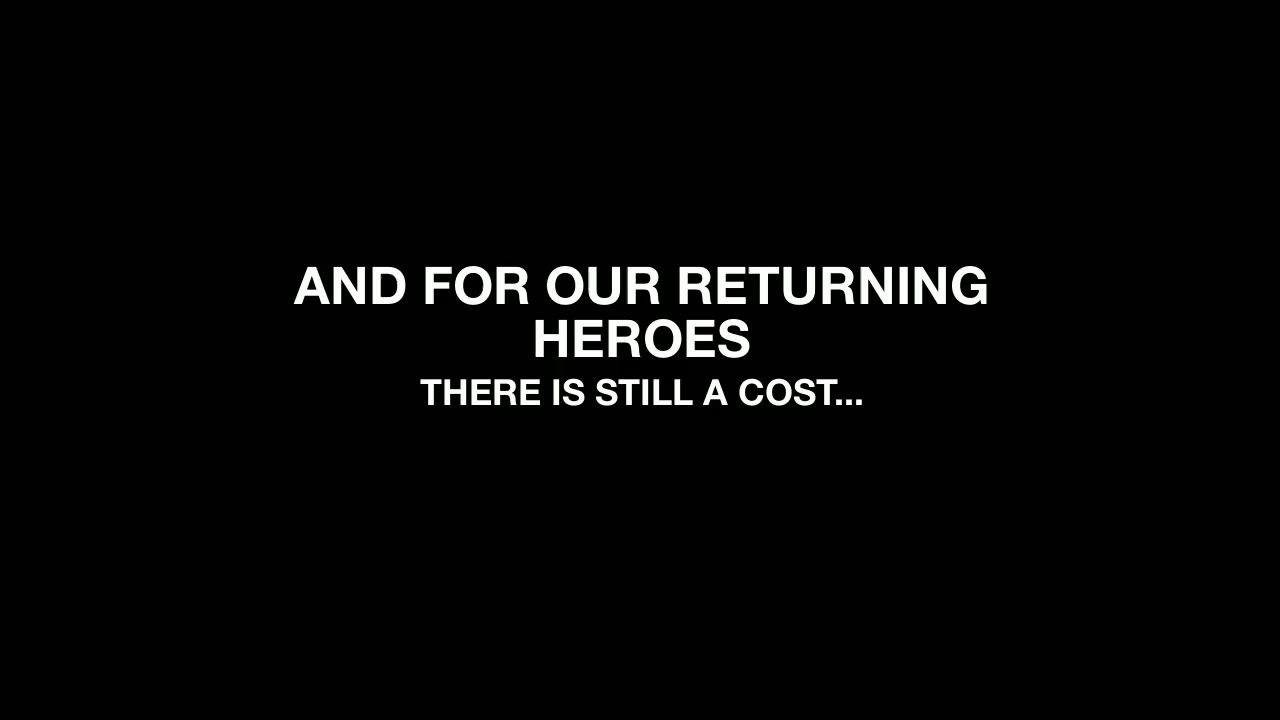 AND FOR OUR RETURNING
HEROES
THERE IS STILL A COST...